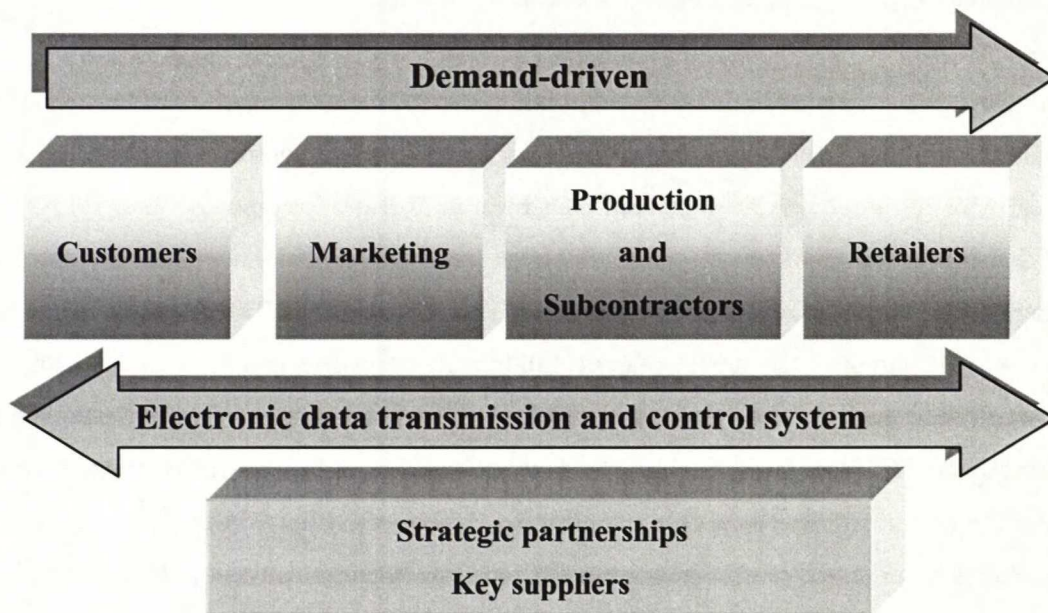 Demand-driven
Customers
Marketing
Production
and
Subcontractors
Retailers
Electronic data transmission and control system
Strategic partnerships
Key suppliers